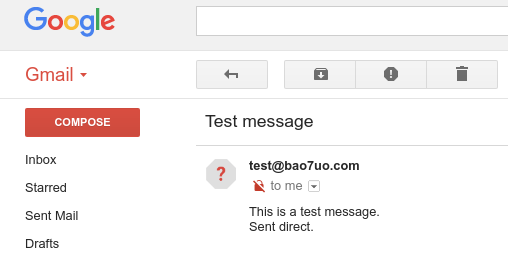 Google
Gmail
COMPOSE
Inbox
Starred
Sent Mail
Drafts
Test message
?
test@bao7uo.com
to me
This is a test message.
Sent direct.